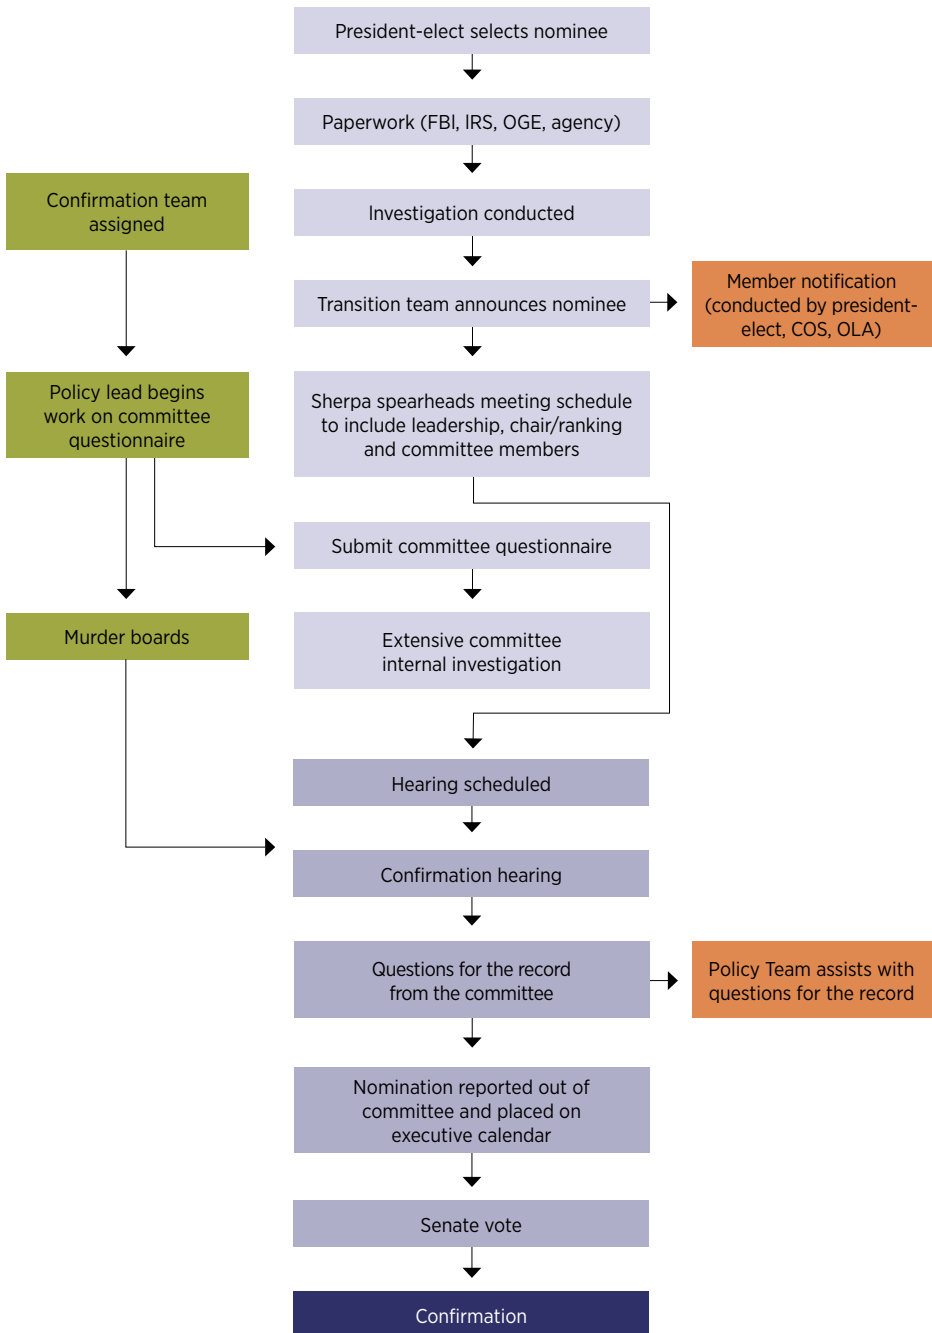 President-elect selects nominee
Paperwork (FBI, IRS, OGE, agency)
Confirmation team
assigned
Investigation conducted
Transition team announces nominee
Member notification
(conducted by president-
elect, COS, OLA)
Policy lead begins
work on committee
questionnaire
Sherpa spearheads meeting schedule
to include leadership, chair/ranking
and committee members
Submit committee questionnaire
Murder boards
Extensive committee
internal investigation
Hearing scheduled
Confirmation hearing
Questions for the record
from the committee
Policy Team assists with
questions for the record
Nomination reported out of
committee and placed on
executive calendar
Senate vote
Confirmation